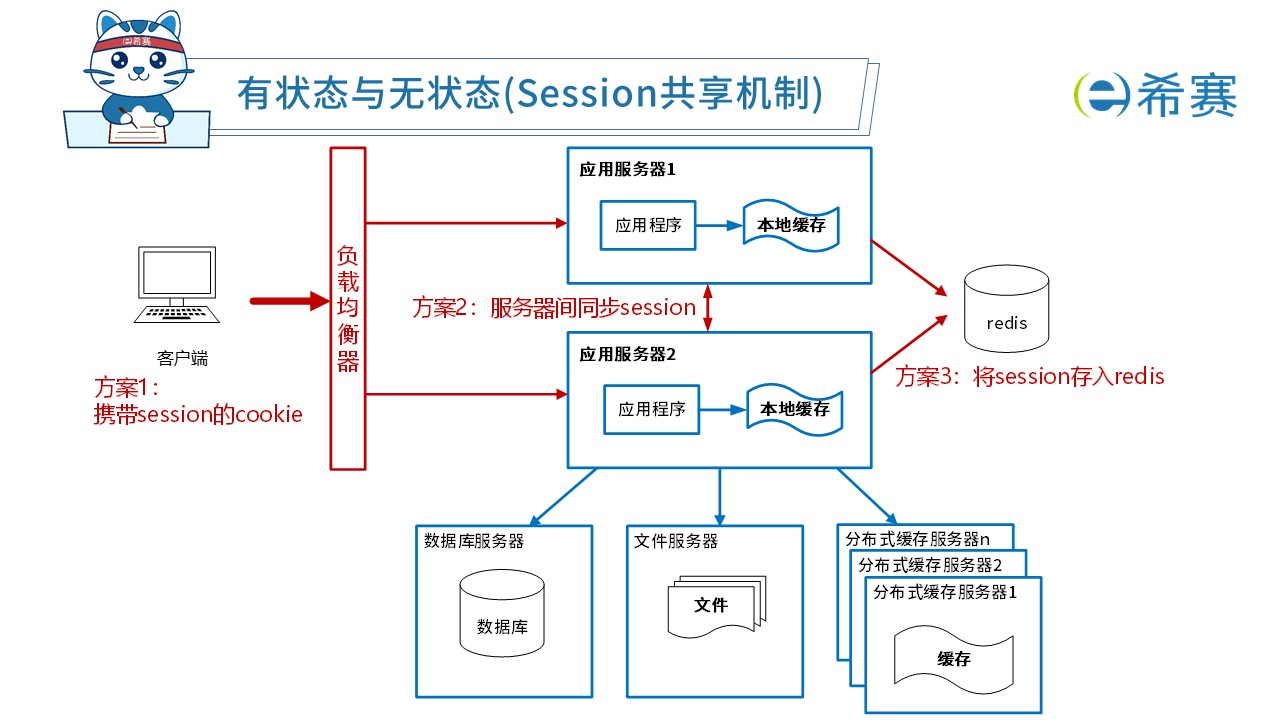 希赛
有状态与无状态(Session共享机制)
希赛
应用服务器1
应用程序
本地缓存
负载均衡器
方案2：服务器间同步session
redis
客户端
应用服务器2
方案1：
携带session的cookie
方案3：将session存入redis
应用程序
本地缓存
数据库服务器
文件服务器
分布式缓存服务器n
分布式缓存服务器2
分布式缓存服务器1
文件
数据库
缓存